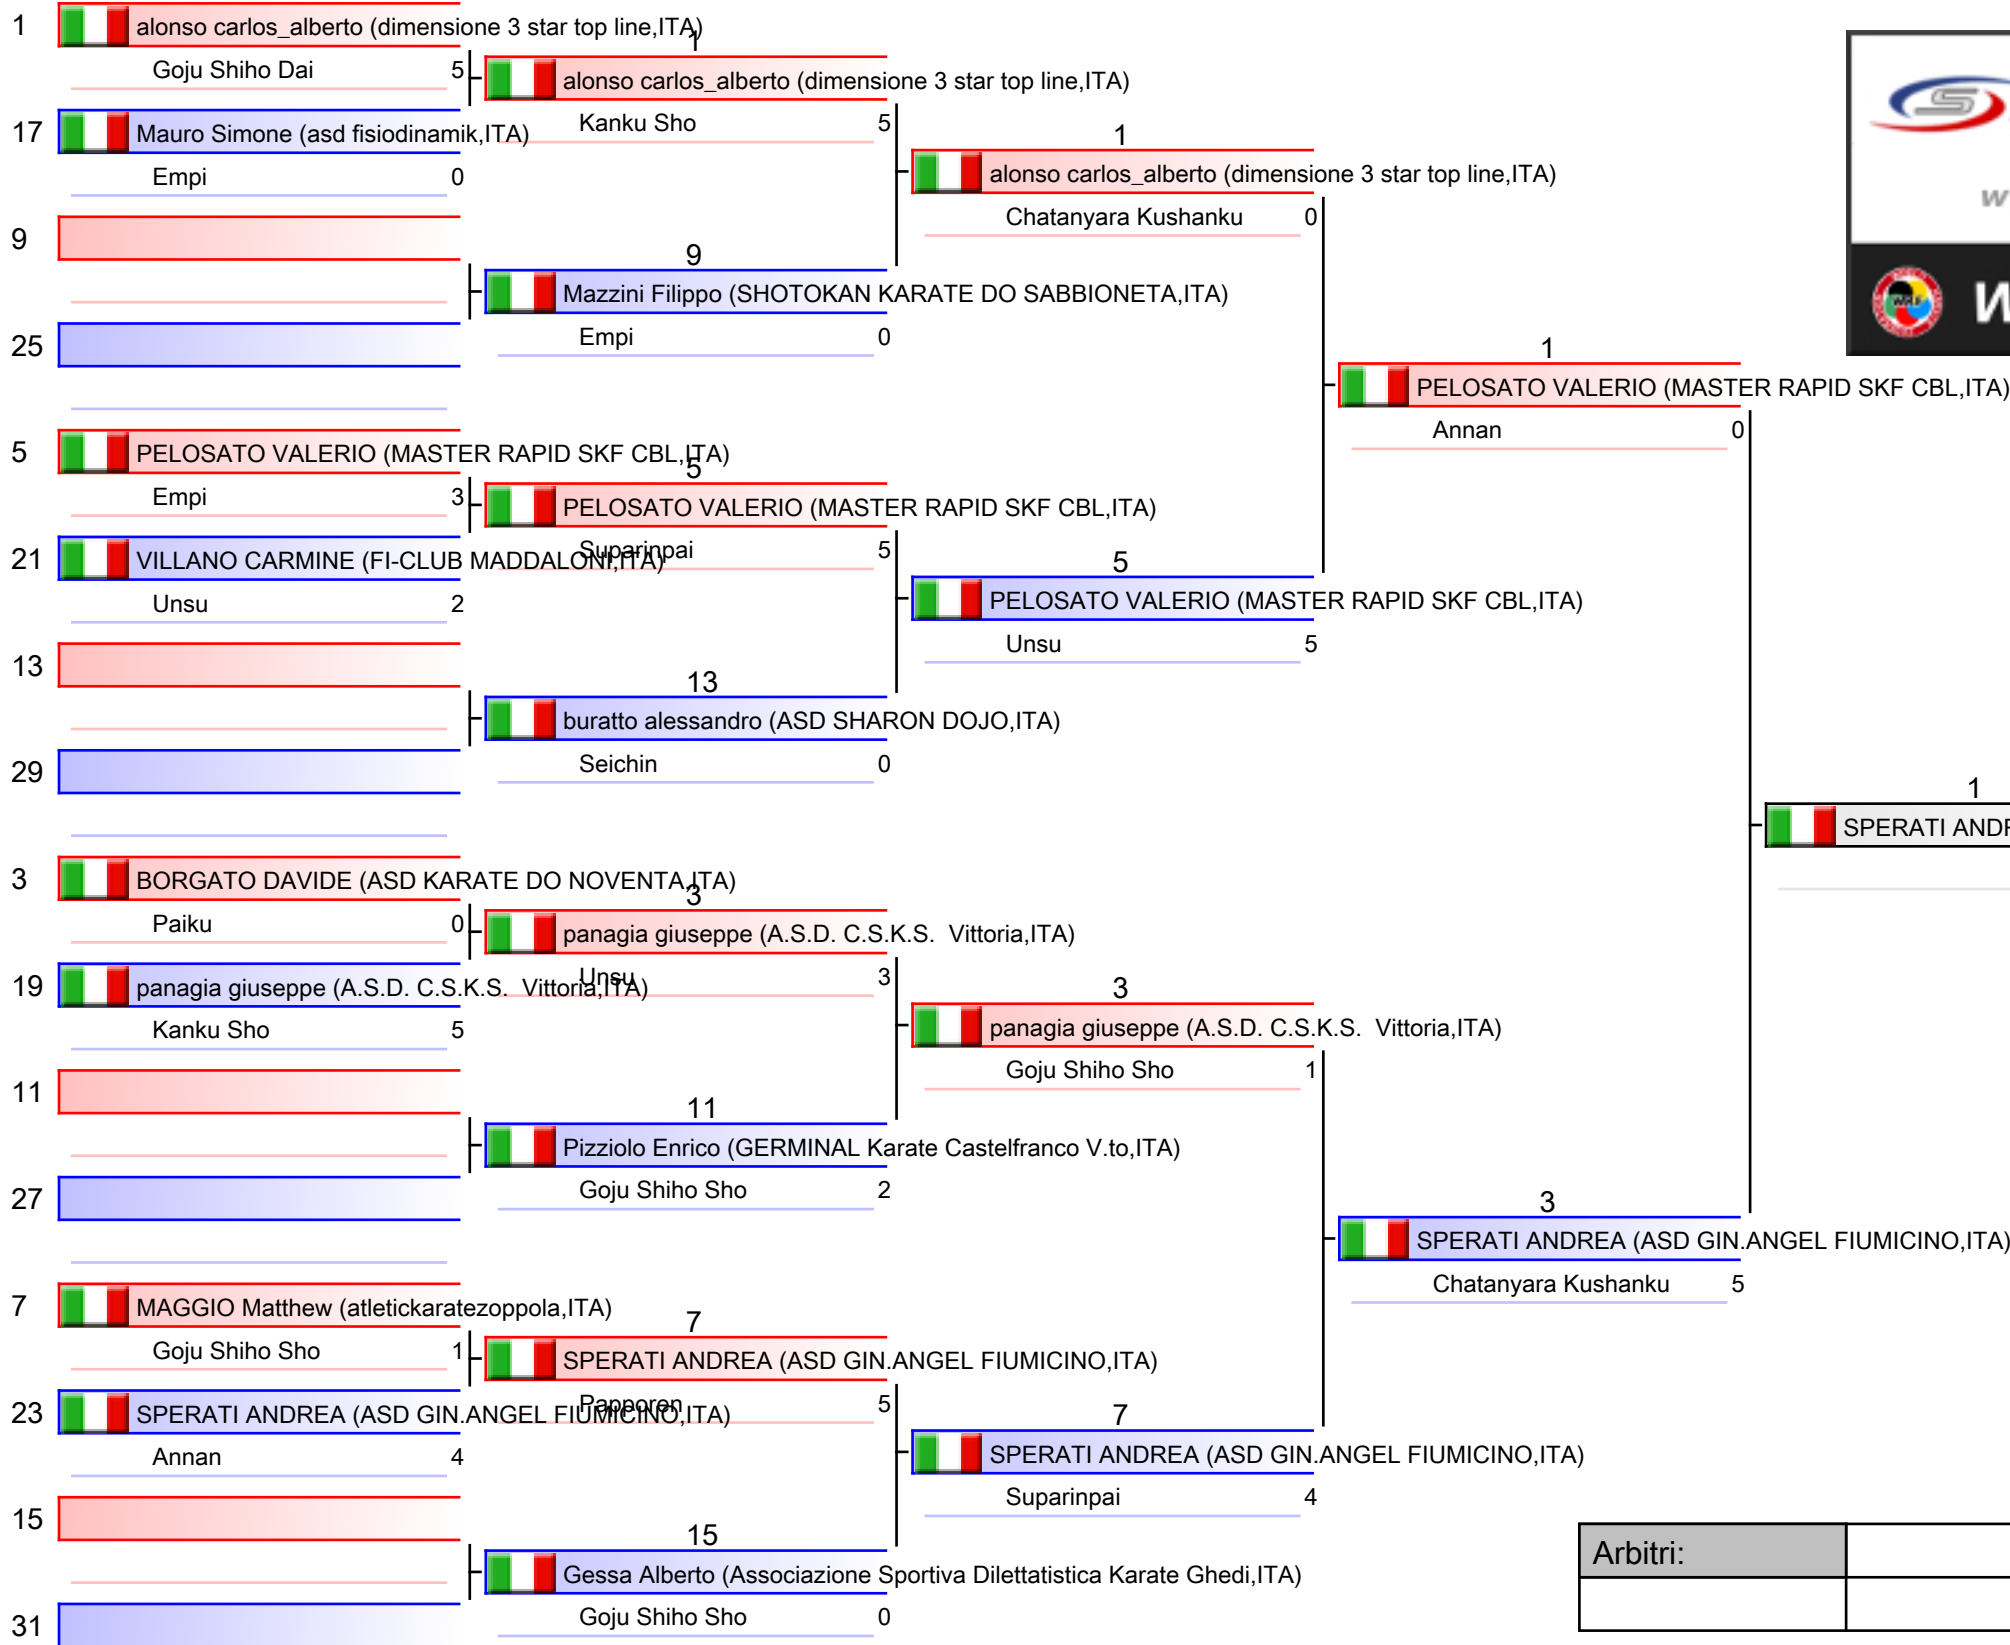 1 alonso carlos_alberto (dimensione 3 star top line,ITA)
Goju Shiho Dai 5
17 Mauro Simone (asd fisiodinamik,ITA)
Empi 0
9
25
5 PELOSATO VALERIO (MASTER RAPID SKF CBL,ITA)
Empi 3
21 VILLANO CARMINE (FI-CLUB MADDALONI,ITA)
Unsu 2
13
29
3 BORGATO DAVIDE (ASD KARATE DO NOVENTA,ITA)
Paiku 0
19 panagia giuseppe (A.S.D. C.S.K.S. Vittoria,ITA)
Kanku Sho 5
11
27
7 MAGGIO Matthew (atletickaratezoppola,ITA)
Goju Shiho Sho 1
23 SPERATI ANDREA (ASD GIN.ANGEL FIUMICINO,ITA)
Annan 4
15
31
1
alonso carlos_alberto (dimensione 3 star top line,ITA)
Kanku Sho 5
9
Mazzini Filippo (SHOTOKAN KARATE DO SABBIONETA,ITA)
Empi 0
5
PELOSATO VALERIO (MASTER RAPID SKF CBL,ITA)
Suparinpai 5
13
buratto alessandro (ASD SHARON DOJO,ITA)
Seichin 0
3
panagia giuseppe (A.S.D. C.S.K.S. Vittoria,ITA)
Unsu 3
11
Pizziolo Enrico (GERMINAL Karate Castelfranco V.to,ITA)
Goju Shiho Sho 2
7
SPERATI ANDREA (ASD GIN.ANGEL FIUMICINO,ITA)
Papporen 5
15
Gessa Alberto (Associazione Sportiva Dilettatistica Karate Ghedi,ITA)
Goju Shiho Sho 0
1
alonso carlos_alberto (dimensione 3 star top line,ITA)
Chatanyara Kushanku 0
5
PELOSATO VALERIO (MASTER RAPID SKF CBL,ITA)
Unsu 5
3
panagia giuseppe (A.S.D. C.S.K.S. Vittoria,ITA)
Goju Shiho Sho 1
7
SPERATI ANDREA (ASD GIN.ANGEL FIUMICINO,ITA)
Suparinpai 4
1
PELOSATO VALERIO (MASTER RAPID SKF CBL,ITA)
Annan 0
3
SPERATI ANDREA (ASD GIN.ANGEL FIUMICINO,ITA)
Chatanyara Kushanku 5
1
SPERATI
S
w
W
Arbitri: